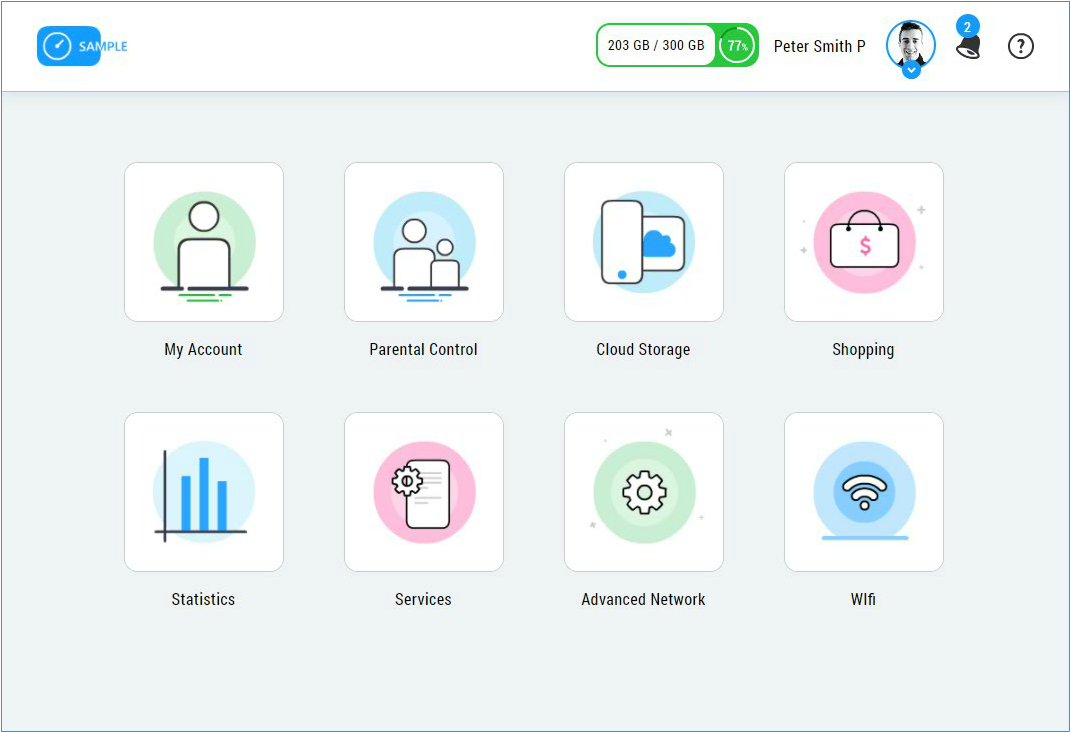 SAMPLE
203 GB / 300 GB
77%
Peter Smith P
2
?
$
My Account
Parental Control
Cloud Storage
Shopping
Statistics
Services
Advanced Network
WIfi